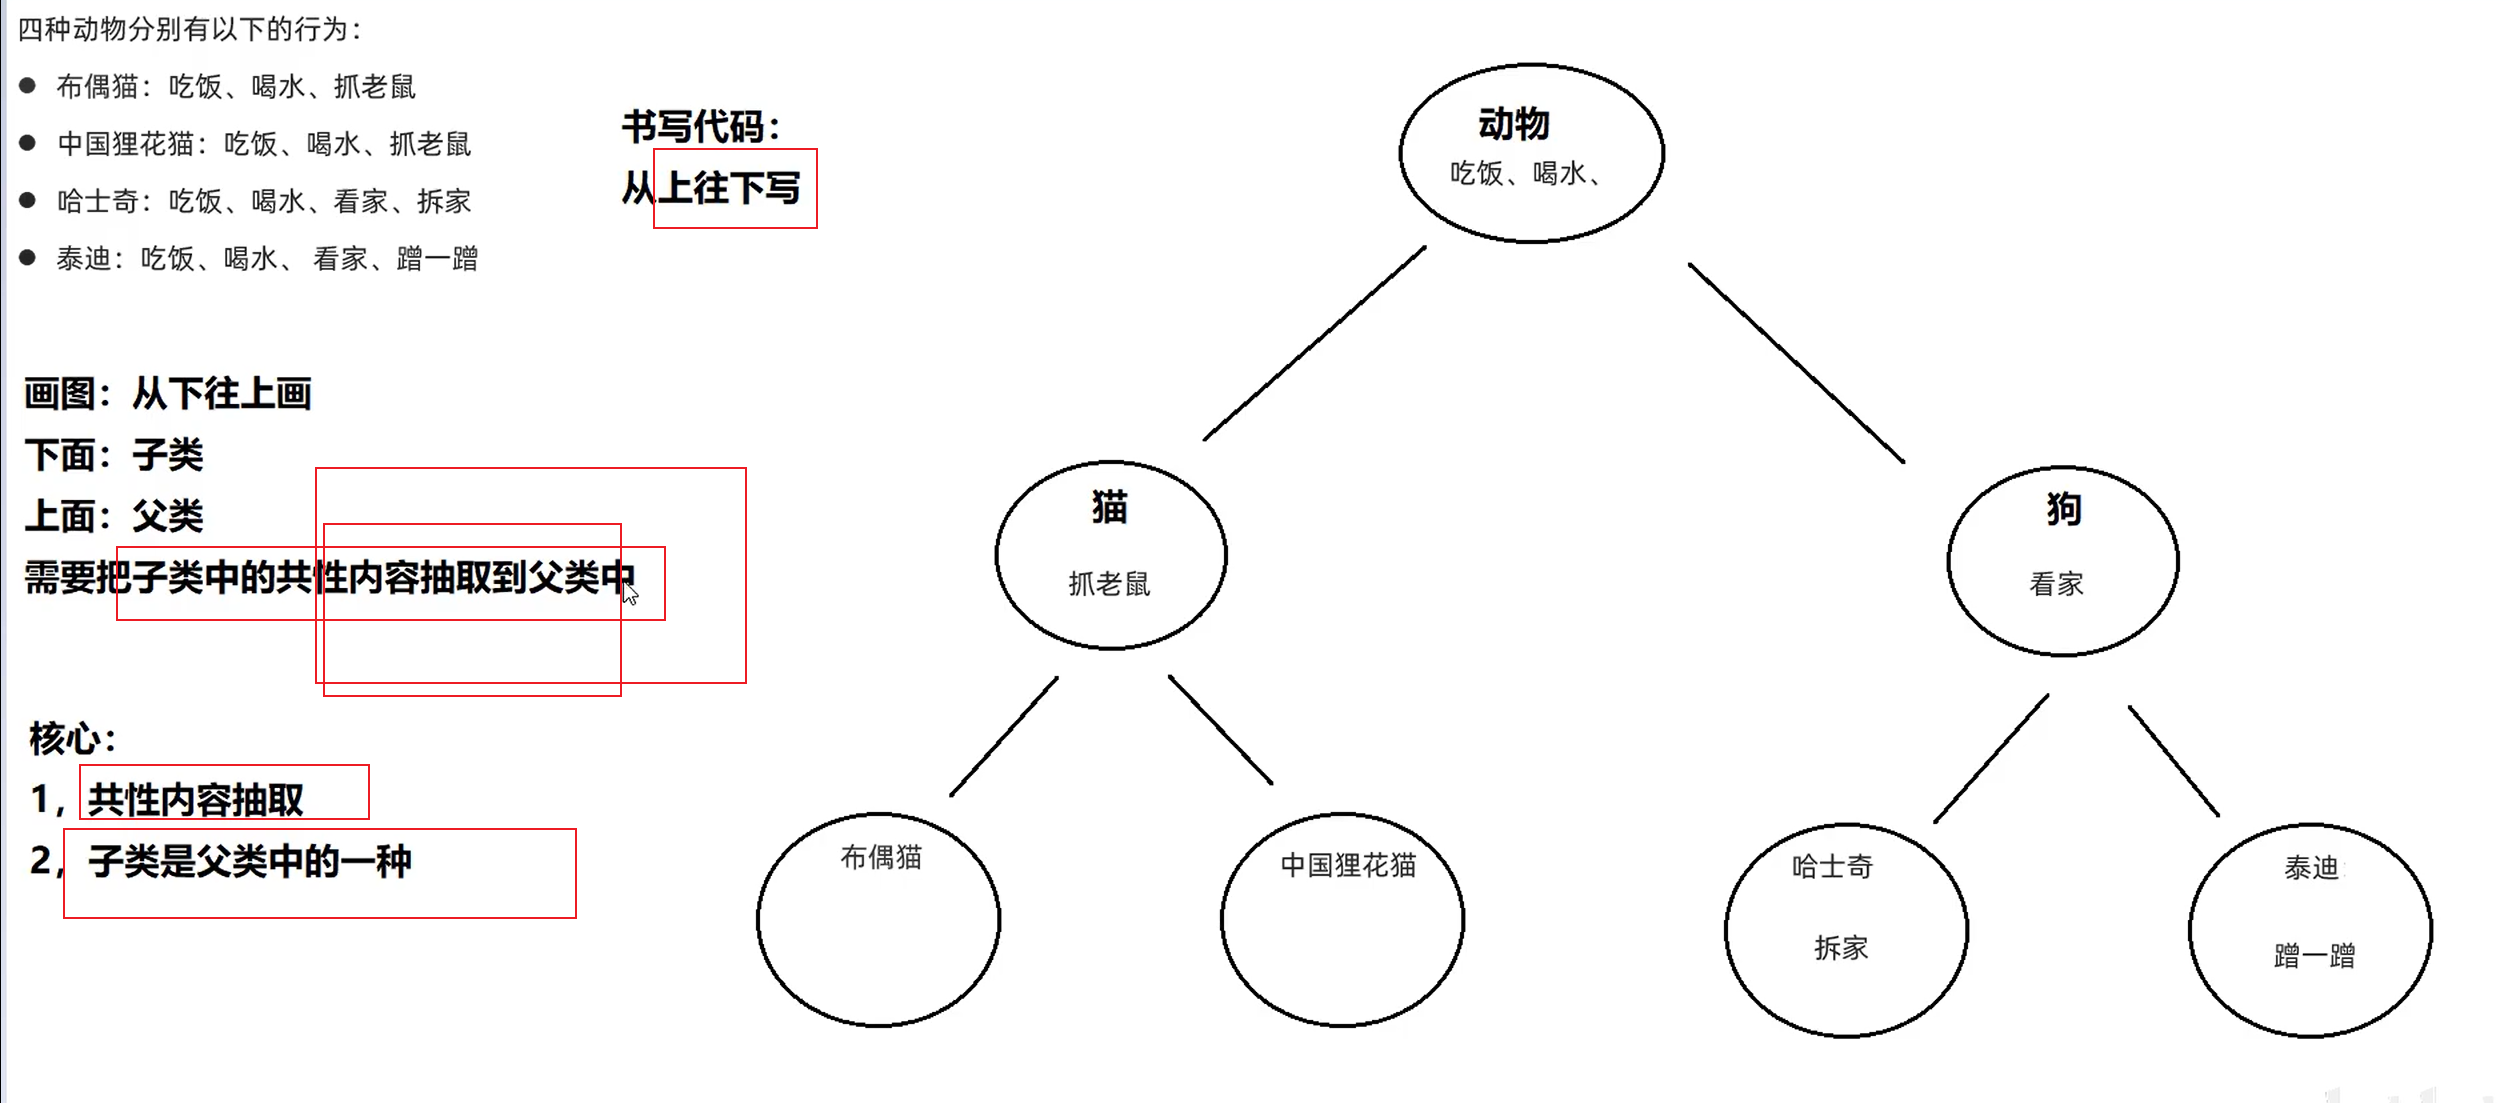 四种动物分别有以下的行为：
● 布偶猫：吃饭、喝水、抓老鼠
● 中国狸花猫：吃饭、喝水、抓老鼠
● 哈士奇：吃饭、喝水、看家、拆家
● 泰迪：吃饭、喝水、 看家、蹭一蹭
书写代码：
从上往下写
画图：从下往上画
下面：子类
上面：父类
需要把子类中的共性内容抽取到父类中
核心：
1，共性内容抽取
2，子类是父类中的一种
动物
吃饭、喝水、
猫
抓老鼠
狗
看家
布偶猫
中国狸花猫
哈士奇
拆家
泰迪:
蹭一蹭